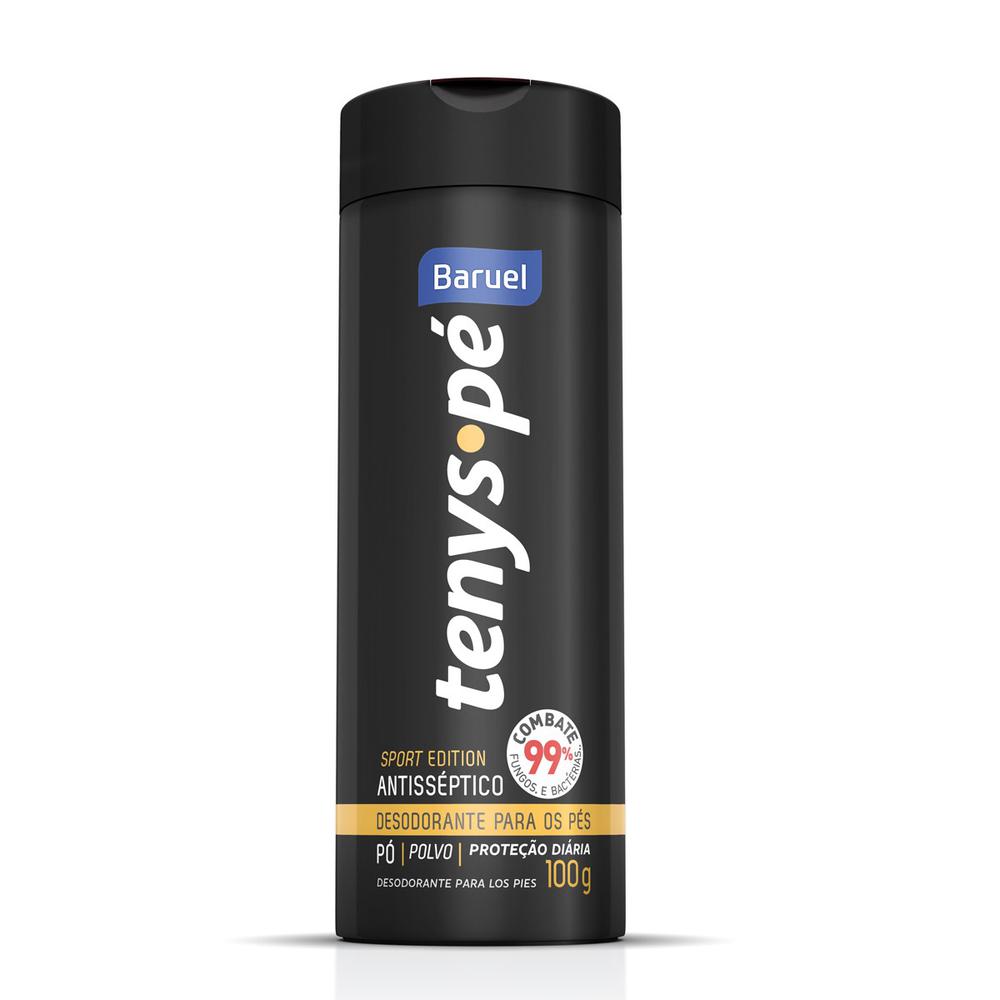 Baruel
tenys•pé
SPORT EDITION
ANTISSÉPTICO
COMBATE
99%
FUNGOS. E BACTÉRIAS..
DESODORANTE PARA OS PÉS
PÓ | POLVO | PROTEÇÃO DIÁRIA
DESODORANTE PARA LOS PIES 100g